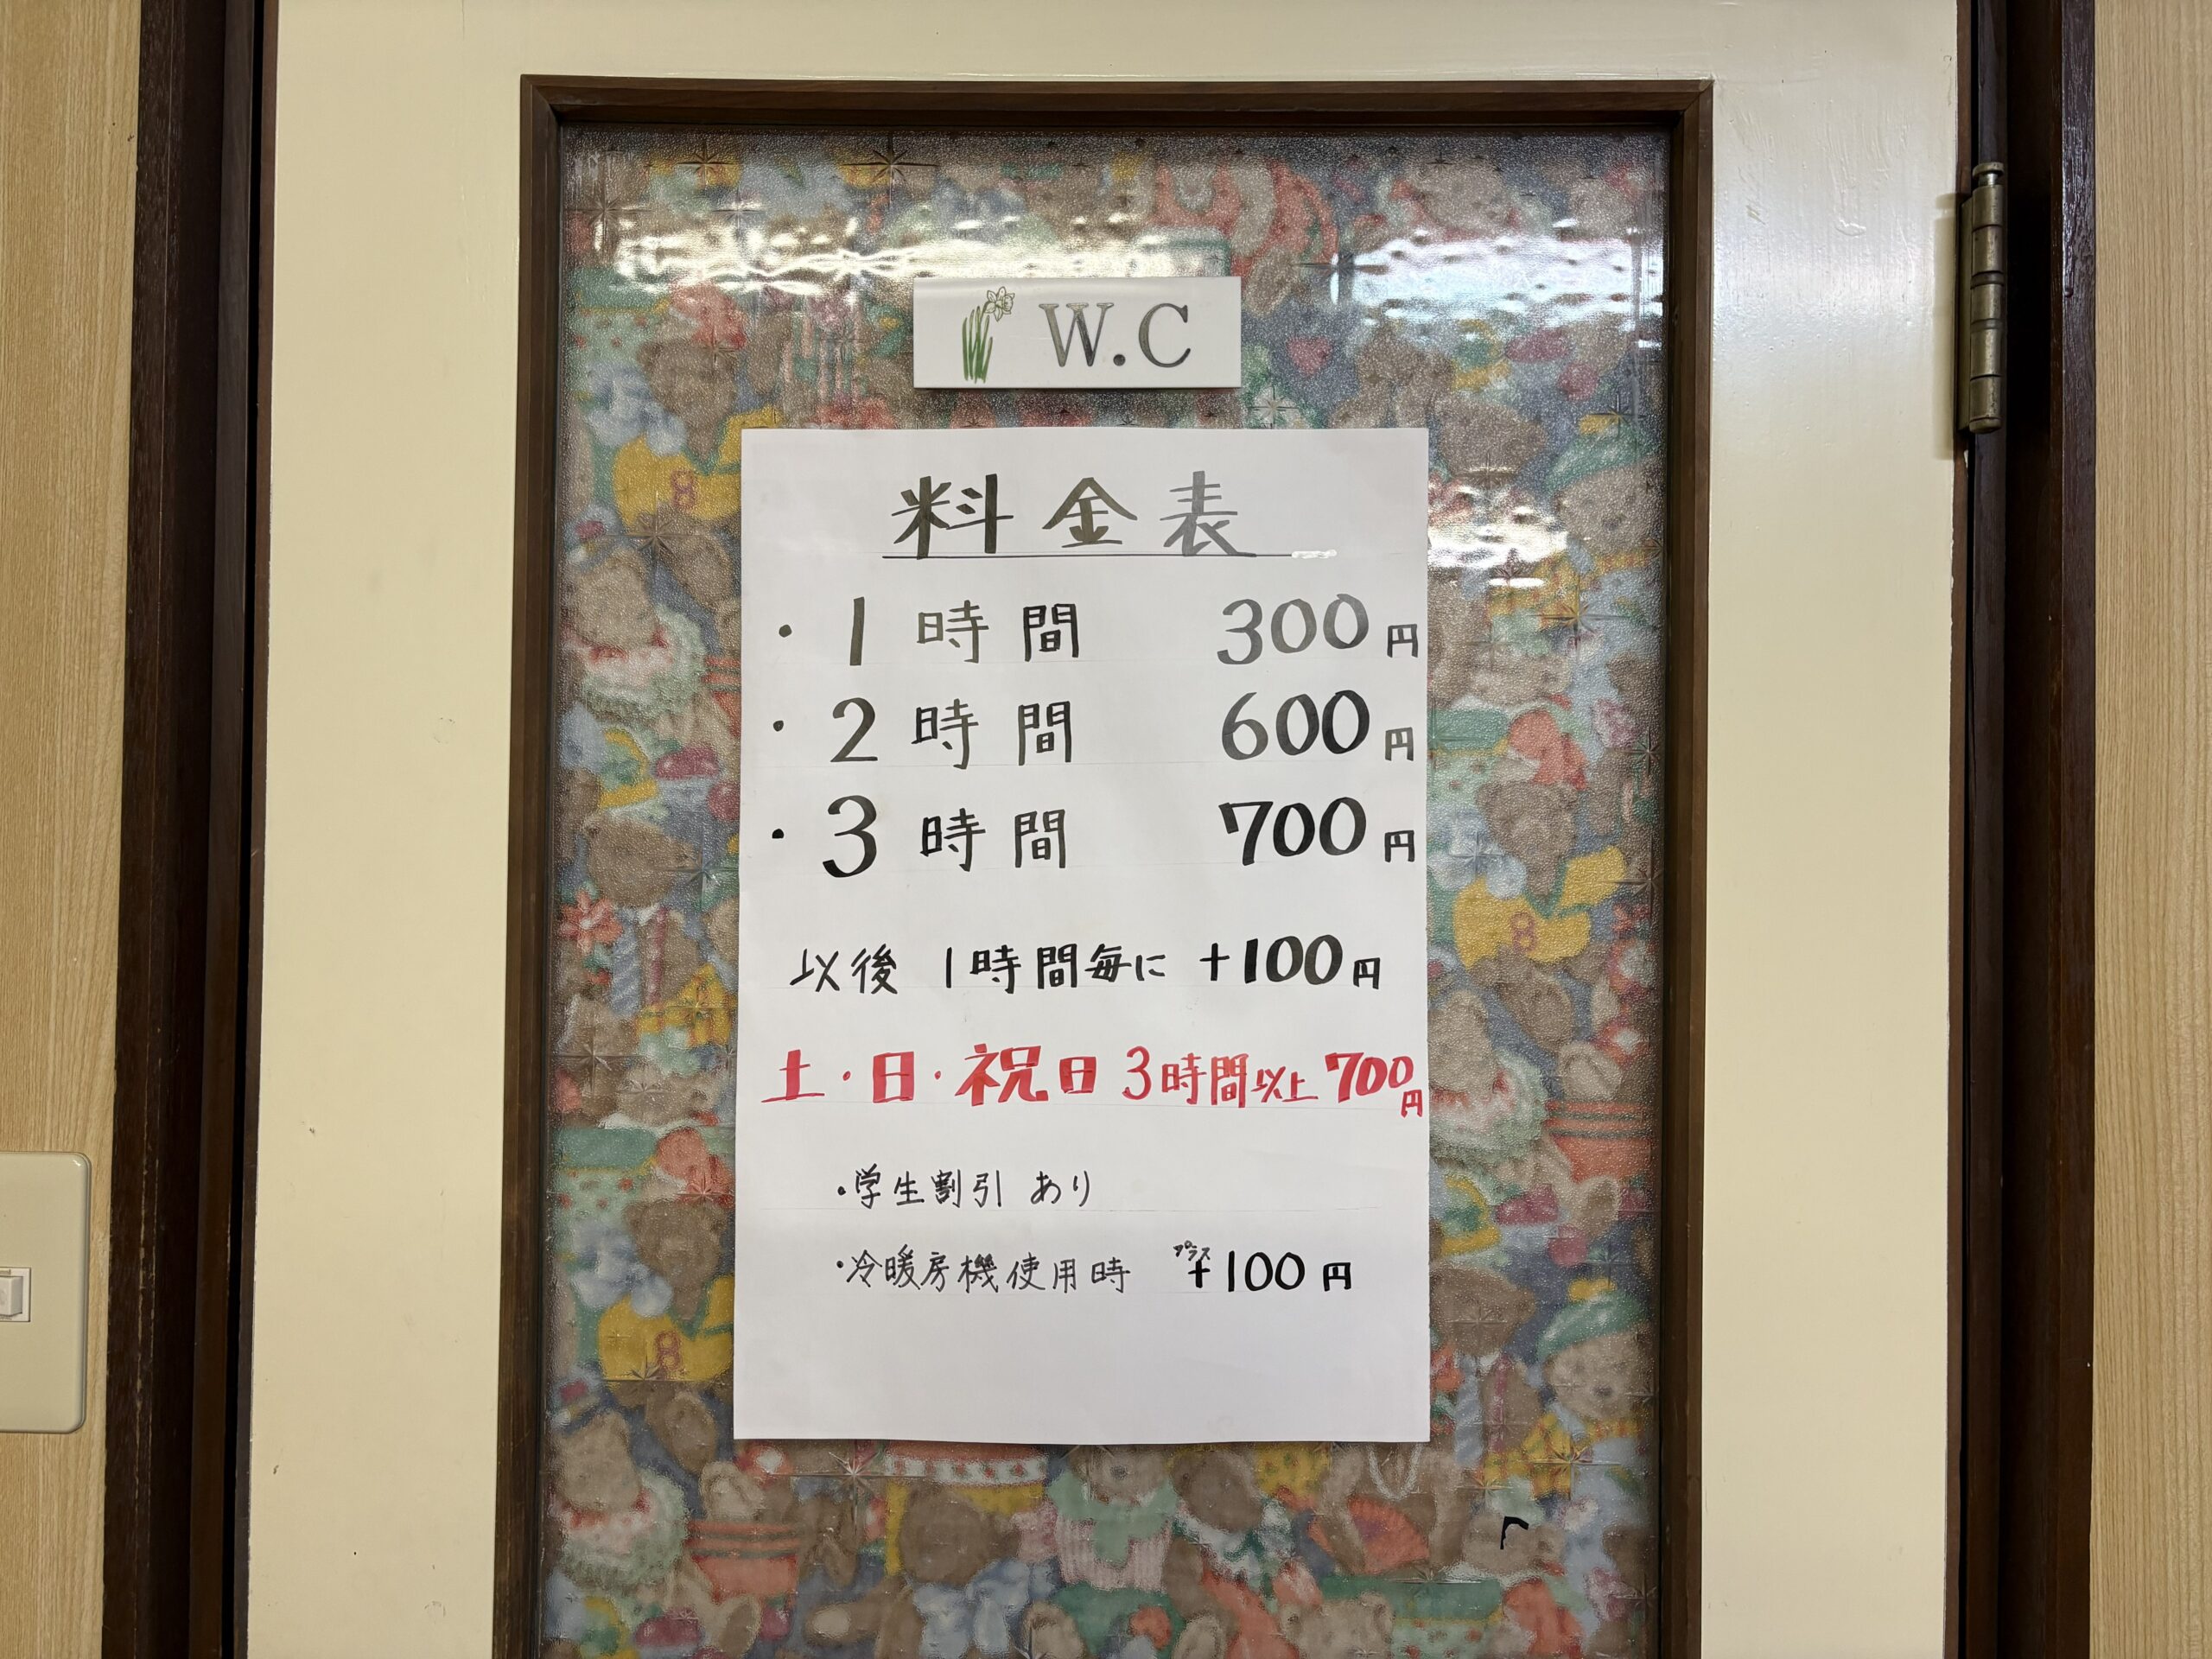 W.C
料金表
・1時間 300円
・2時間 600円
・3時間 700円
以後 1時間毎に +100円
土・日・祝日 3時間以上 700円
・学生割引 あり
・冷暖房機使用時 プラス +100円
8
8
8